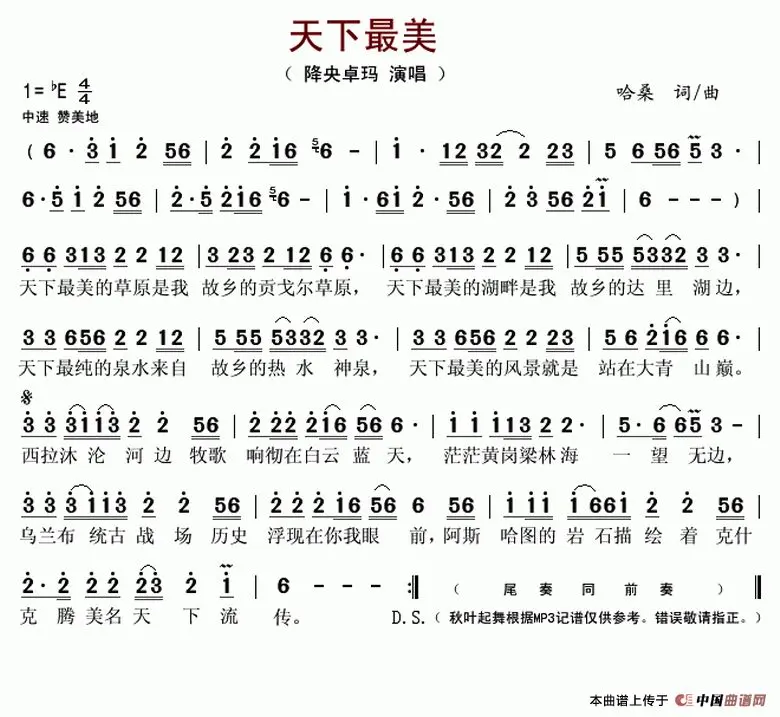 天下最美
（ 降央卓玛 演唱 ）
1= ♭E 4/4
哈桑 词/曲
中速 赞美地
( 6 · 3 1 2 56 | 2 2 216 5 6 - | 1 · 12 32 2 23 | 5 6 56 5 3 · |
6 · 5 1 2 56 | 2 · 5 216 5 6 - | 1 · 61 2 · 56 | 2 3 56 21 | 6 - - - ) |
6 6 313 2 2 12 | 3 23 2 126 6 · | 6 6 313 2 2 12 | 5 55 5332 3 3 · |
天下最美的草原是我 故乡的贡戈尔草原， 天下最美的湖畔是我 故乡的达 里 湖边，
3 3 656 2 2 12 | 5 55 5332 3 3 · | 3 3 656 2 2 12 | 5 6 216 6 6 · |
天下最纯的泉水来自 故乡的热 水 神泉， 天下最美的风景就是 站在大青 山巅。
3 3 3113 2 2 56 | 2 22 216 56 6 · | 1 1 113 2 2 · | 5 · 6 65 3 - |
西拉沐 沦 河边 牧歌 响彻在白云 蓝 天， 茫茫黄岗梁林海 一 望 无边，
3 3 3 113 2 2 56 | 2 22 216 56 6 56 | 1 11 1661 2 2 56 |
乌兰布 统古 战 场 历史 浮现在你我眼 前，阿斯 哈图的 岩 石描 绘 着 克什
2 · 2 2 2 23 2 1 | 6 - - - :‖ （ 尾 奏 同 前 奏 ）
克 腾 美名 天 下 流 传。 D.S.（ 秋叶起舞根据MP3记谱仅供参考。错误敬请指正。）
本曲谱上传于 中国曲谱网